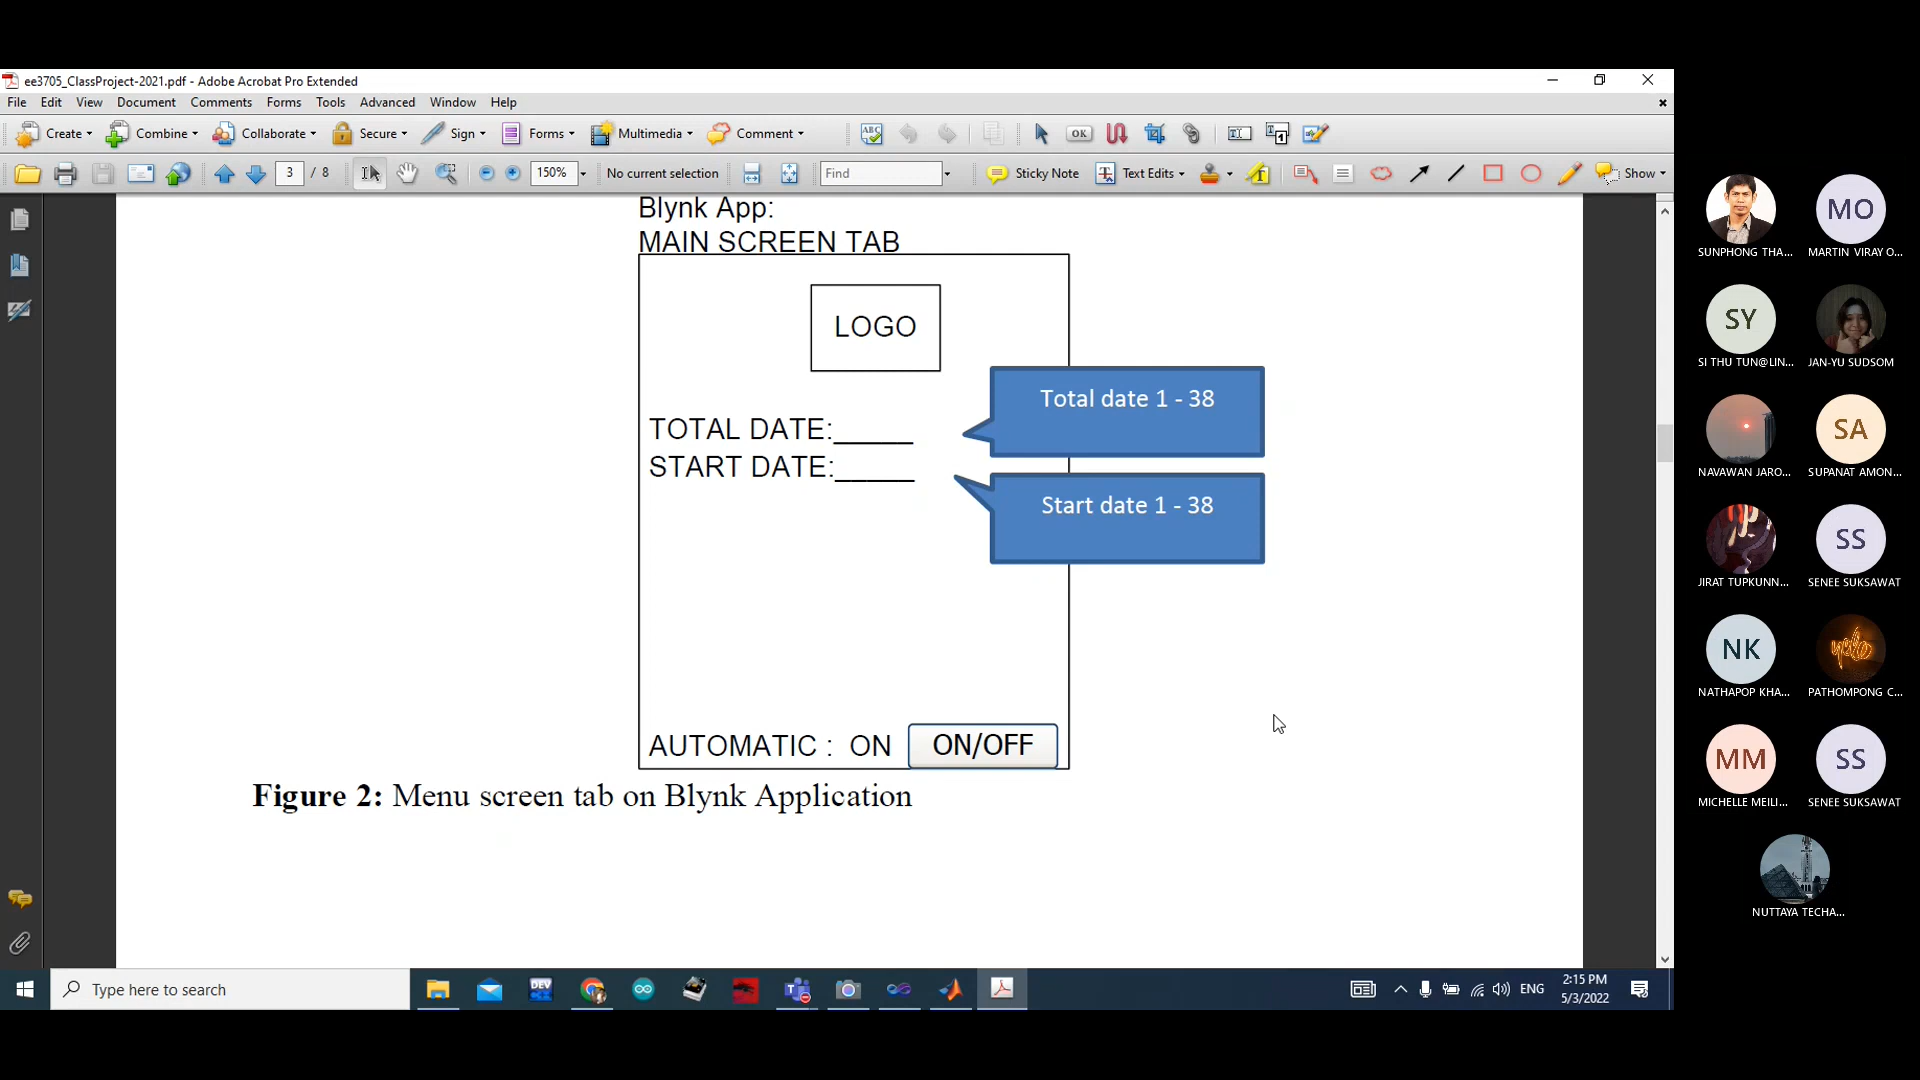 ee3705_ClassProject-2021.pdf - Adobe Acrobat Pro Extended
File Edit View Document Comments Forms Tools Advanced Window Help
Create Combine Collaborate Secure Sign Forms Multimedia Comment
3 / 8 150% No current selection Find Sticky Note Text Edits Show
Blynk App:
MAIN SCREEN TAB
LOGO
TOTAL DATE:_____
Total date 1 - 38
START DATE:_____
Start date 1 - 38
AUTOMATIC : ON ON/OFF
Figure 2: Menu screen tab on Blynk Application
SUNPHONG THA...
MO
MARTIN VIRAY O...
SY
SI THU TUN@LIN...
JAN-YU SUDSOM
NAVAWAN JARO...
SA
SUPANAT AMON...
JIRAT TUPKUNN...
SS
SENEE SUKSAWAT
NK
NATHAPOP KHA...
PATHOMPONG C...
MM
MICHELLE MEILI...
SS
SENEE SUKSAWAT
NUTTAYA TECHA...
Type here to search
DEV
ENG
2:15 PM
5/3/2022